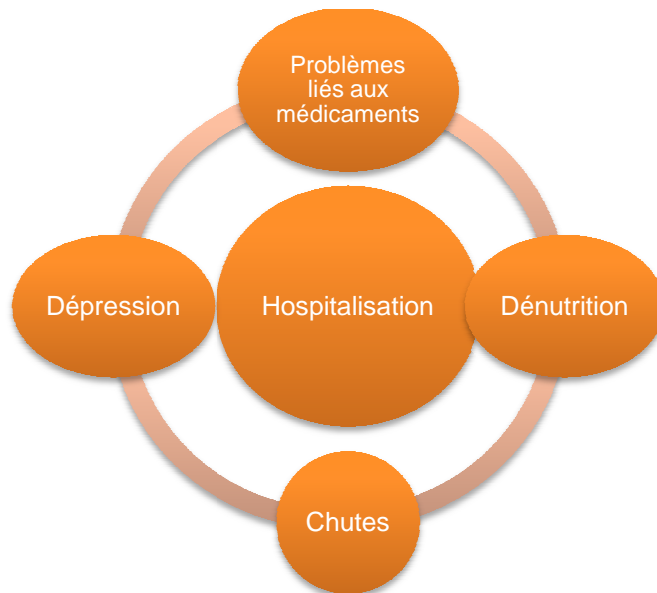 Problèmes
liés aux
médicaments
Dépression
Hospitalisation
Dénutrition
Chutes